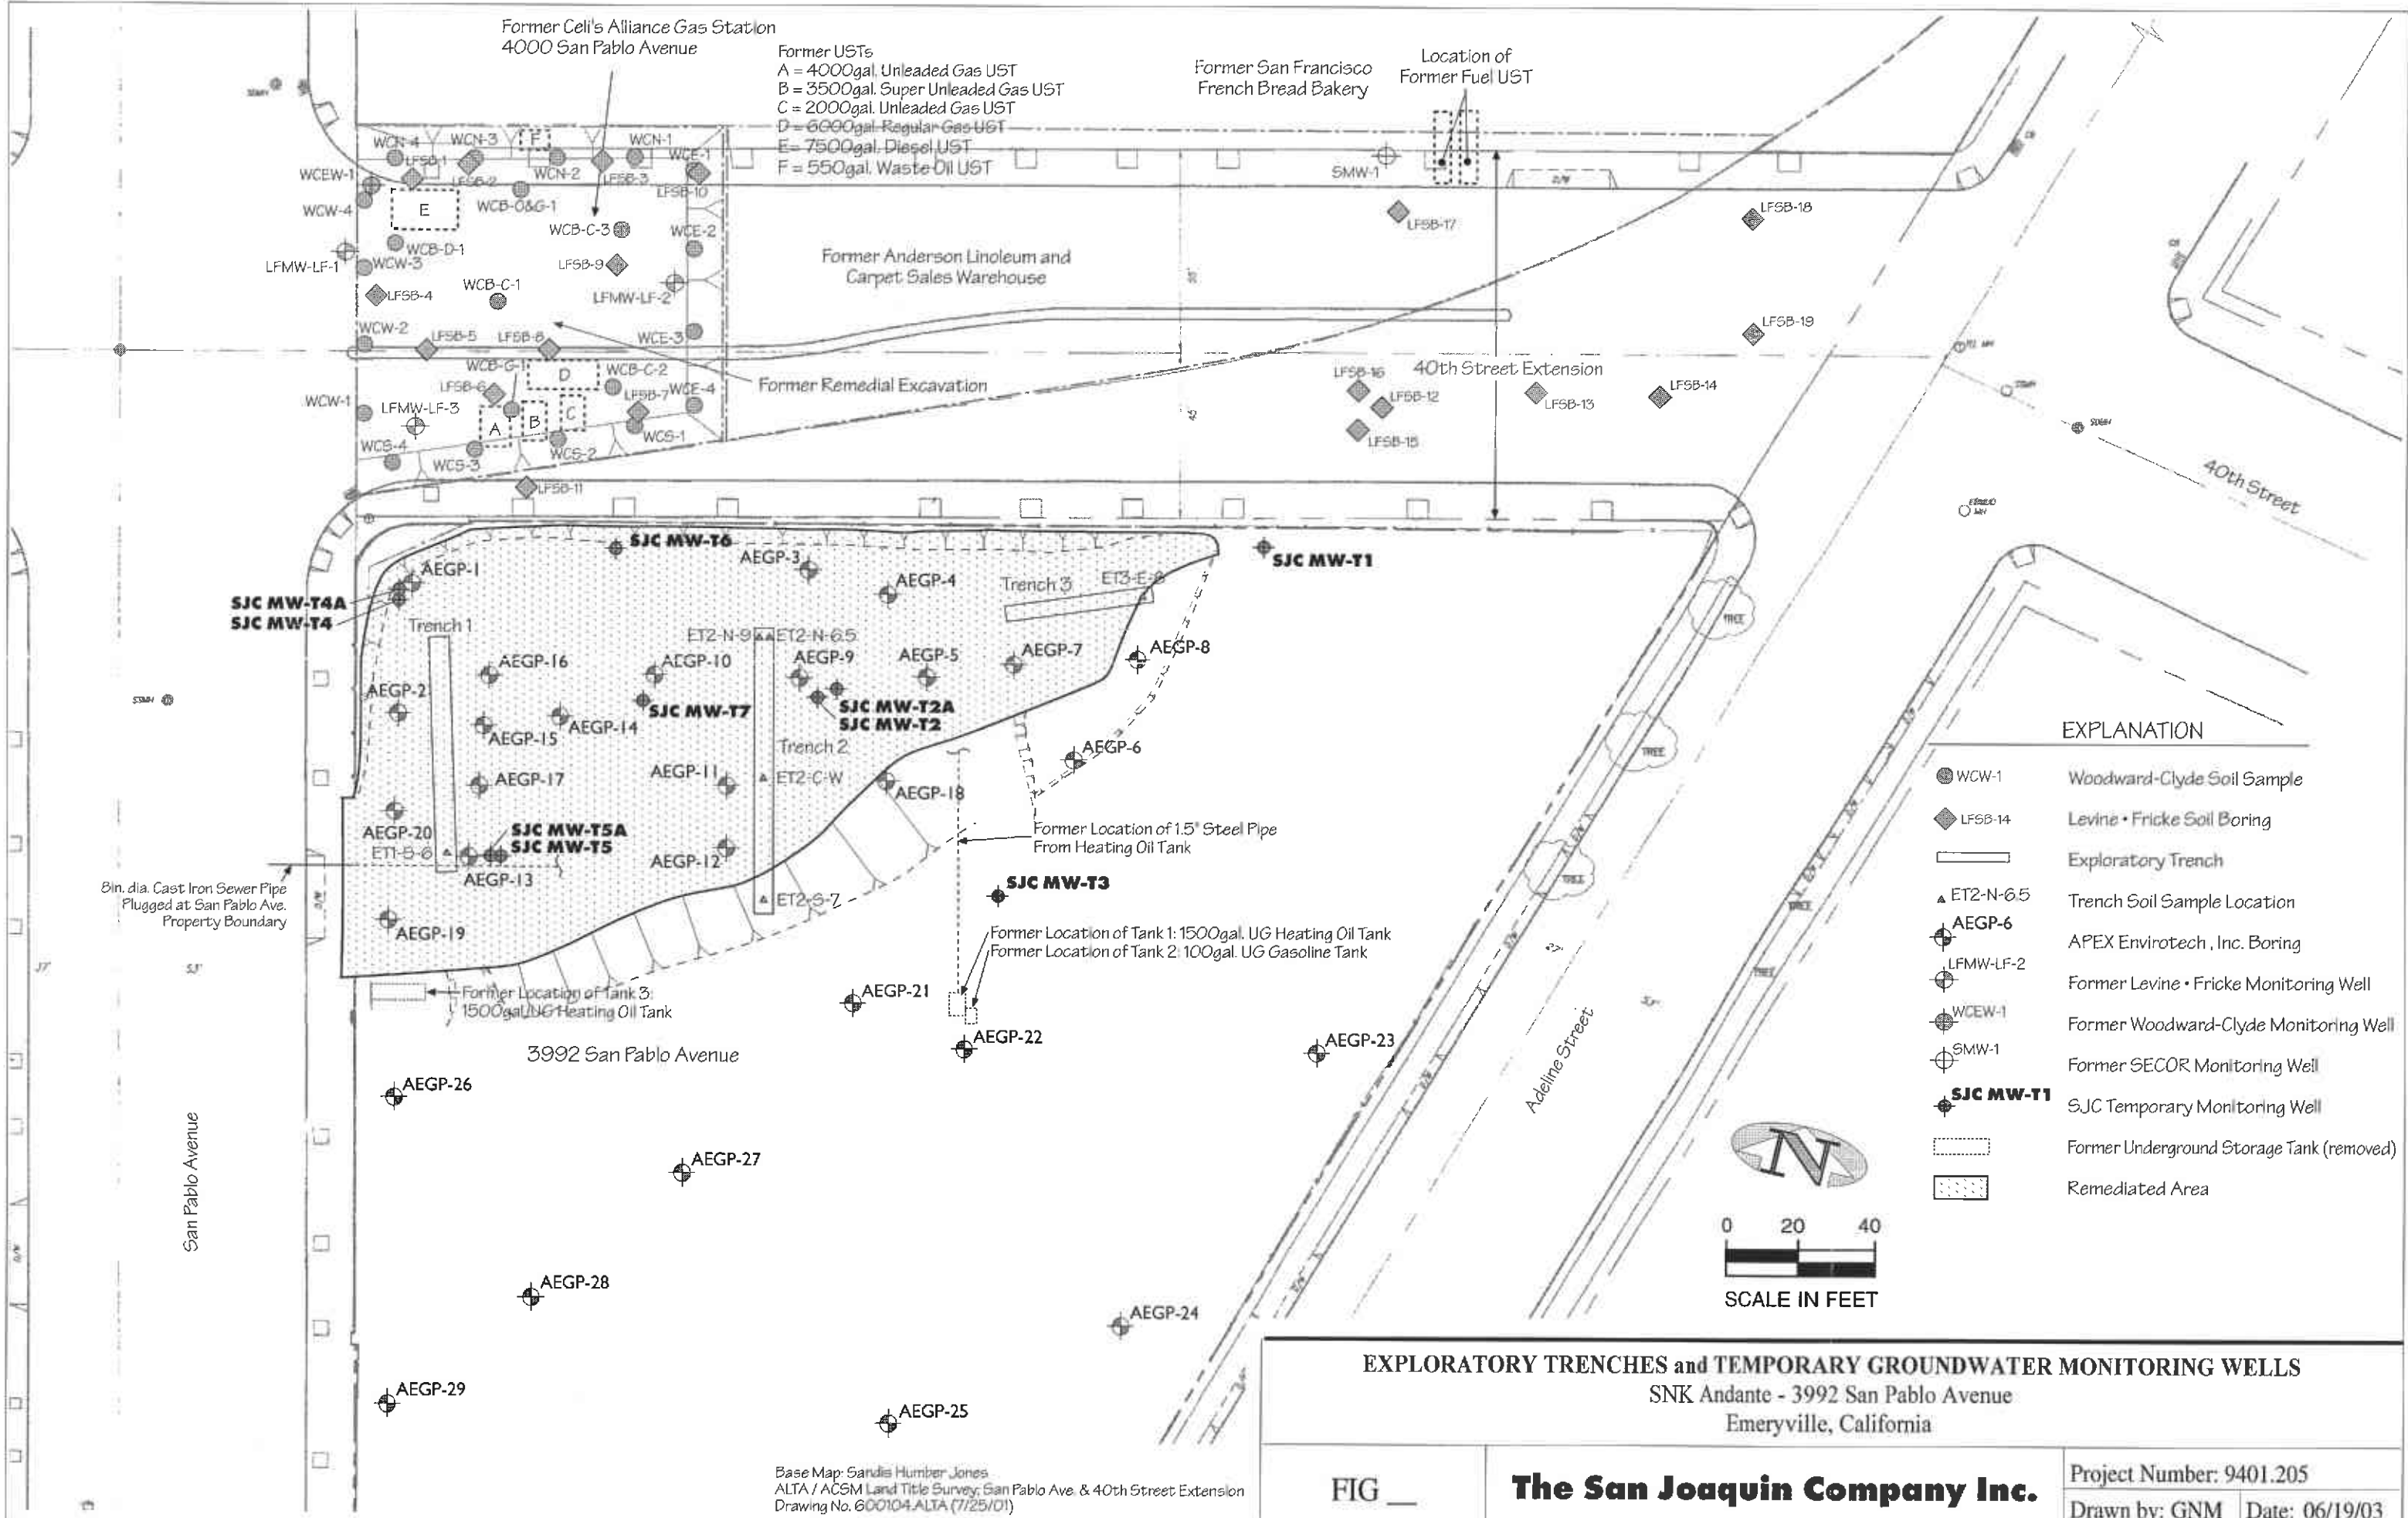 Former Celi's Alliance Gas Station
4000 San Pablo Avenue
Former USTs
A = 4000gal. Unleaded Gas UST
B = 3500gal. Super Unleaded Gas UST
C = 2000gal. Unleaded Gas UST
D = 6000gal. Regular Gas UST
E = 7500gal. Diesel UST
F = 550gal. Waste Oil UST
Former San Francisco
French Bread Bakery
Location of
Former Fuel UST
N
SDMH
WCN-4
WCN-3
F
WCN-1
WCE-1
LFSB-1
LFSB-2
WCN-2
LFSB-3
LFSB-10
WCEW-1
SMW-1
D/W
WCW-4
E
WCB-O&G-1
WCB-C-3
WCE-2
LFSB-17
LFSB-18
LFMW-LF-1
WCB-D-1
WCW-3
LFSB-9
LFMW-LF-2
Former Anderson Linoleum and
Carpet Sales Warehouse
LFSB-4
WCB-C-1
WCW-2
LFSB-5
LFSB-8
WCE-3
LFSB-19
WCB-G-1
D
WCB-C-2
Former Remedial Excavation
LFSB-16
40th Street Extension
LFSB-6
LFSB-7
WCE-4
LFSB-12
LFSB-13
LFSB-14
WCW-1
LFMW-LF-3
A
B
C
WCS-1
LFSB-15
WCS-4
WCS-3
WCS-2
LFSB-11
SDMH
40th Street
SJC MW-T6
AEGP-3
SJC MW-T1
AEGP-1
AEGP-4
Trench 3
ET3-E-6
SJC MW-T4A
SJC MW-T4
Trench 1
ET2-N-9
ET2-N-6.5
TREE
AEGP-16
AEGP-10
AEGP-9
AEGP-5
AEGP-7
AEGP-8
AEGP-2
SSMH
SJC MW-T7
SJC MW-T2A
SJC MW-T2
AEGP-15
AEGP-14
Trench 2
AEGP-6
TREE
AEGP-17
AEGP-11
ET2-C-W
AEGP-18
AEGP-20
ET1-S-6
SJC MW-T5A
SJC MW-T5
AEGP-12
AEGP-13
Former Location of 1.5" Steel Pipe
From Heating Oil Tank
TREE
8in. dia. Cast Iron Sewer Pipe
Plugged at San Pablo Ave.
Property Boundary
D/W
ET2-S-7
SJC MW-T3
AEGP-19
Former Location of Tank 1: 1500gal. UG Heating Oil Tank
Former Location of Tank 2: 100gal. UG Gasoline Tank
37'
53'
27'
Former Location of Tank 3:
1500gal. UG Heating Oil Tank
AEGP-21
AEGP-22
AEGP-23
3992 San Pablo Avenue
AEGP-26
AEGP-27
San Pablo Avenue
Adeline Street
AEGP-28
AEGP-24
AEGP-29
AEGP-25
EXPLANATION
WCW-1 Woodward-Clyde Soil Sample
LFSB-14 Levine • Fricke Soil Boring
Exploratory Trench
ET2-N-6.5 Trench Soil Sample Location
AEGP-6 APEX Envirotech, Inc. Boring
LFMW-LF-2 Former Levine • Fricke Monitoring Well
WCEW-1 Former Woodward-Clyde Monitoring Well
SMW-1 Former SECOR Monitoring Well
SJC MW-T1 SJC Temporary Monitoring Well
Former Underground Storage Tank (removed)
Remediated Area
N
0 20 40
SCALE IN FEET
Base Map: Sandis Humber Jones
ALTA / ACSM Land Title Survey; San Pablo Ave. & 40th Street Extension
Drawing No. 600104.ALTA (7/25/01)
EXPLORATORY TRENCHES and TEMPORARY GROUNDWATER MONITORING WELLS
SNK Andante - 3992 San Pablo Avenue
Emeryville, California
FIG __
The San Joaquin Company Inc.
Project Number: 9401.205
Drawn by: GNM Date: 06/19/03